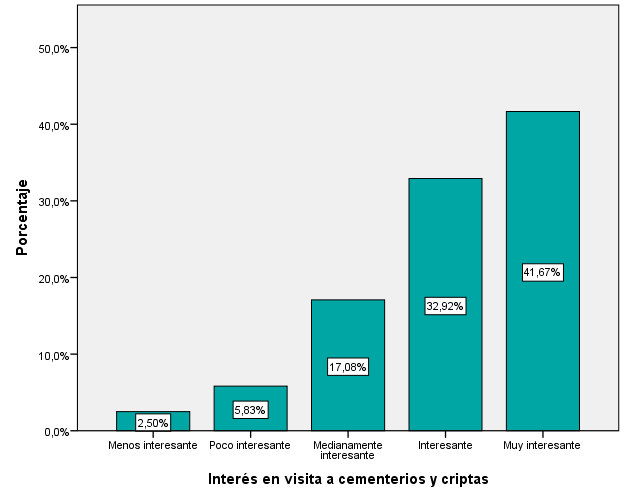 50,0%
40,0%
30,0%
20,0%
10,0%
0,0%
Porcentaje
2,50%
5,83%
17,08%
32,92%
41,67%
Menos interesante
Poco interesante
Medianamente
interesante
Interesante
Muy interesante
Interés en visita a cementerios y criptas